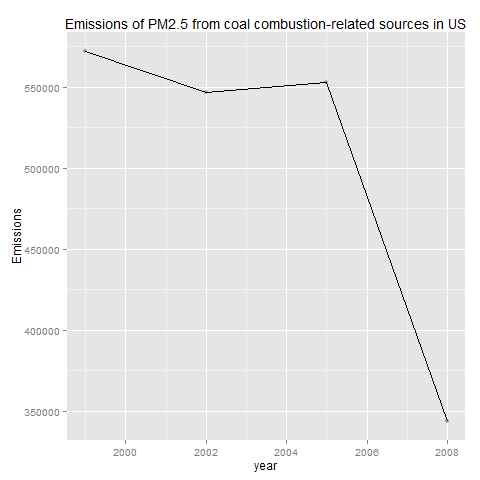 Emissions of PM2.5 from coal combustion-related sources in US
550000
500000
450000
400000
350000
Emissions
2000 2002 2004 2006 2008
year